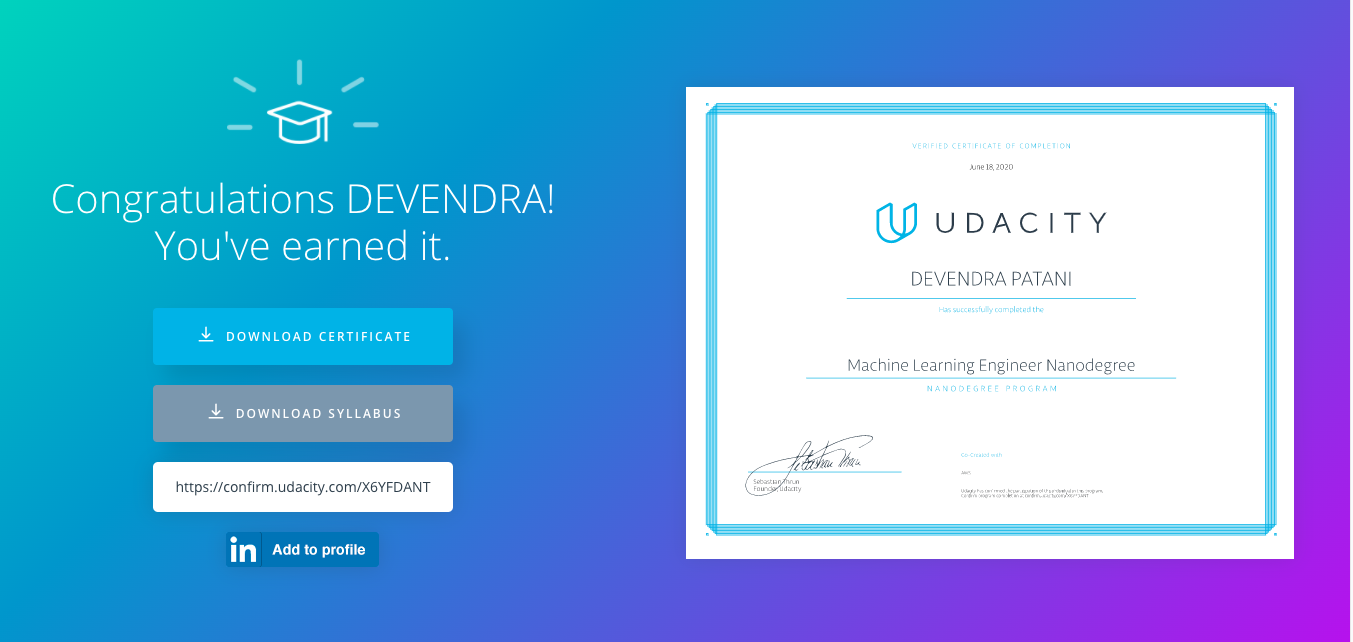 Congratulations DEVENDRA!
You've earned it.
DOWNLOAD CERTIFICATE
DOWNLOAD SYLLABUS
https://confirm.udacity.com/X6YFDANT
in Add to profile
VERIFIED CERTIFICATE OF COMPLETION
June 18, 2020
UDACITY
DEVENDRA PATANI
Has successfully completed the
Machine Learning Engineer Nanodegree
NANODEGREE PROGRAM
Sebastian Thrun
Founder, Udacity
Co-Created with